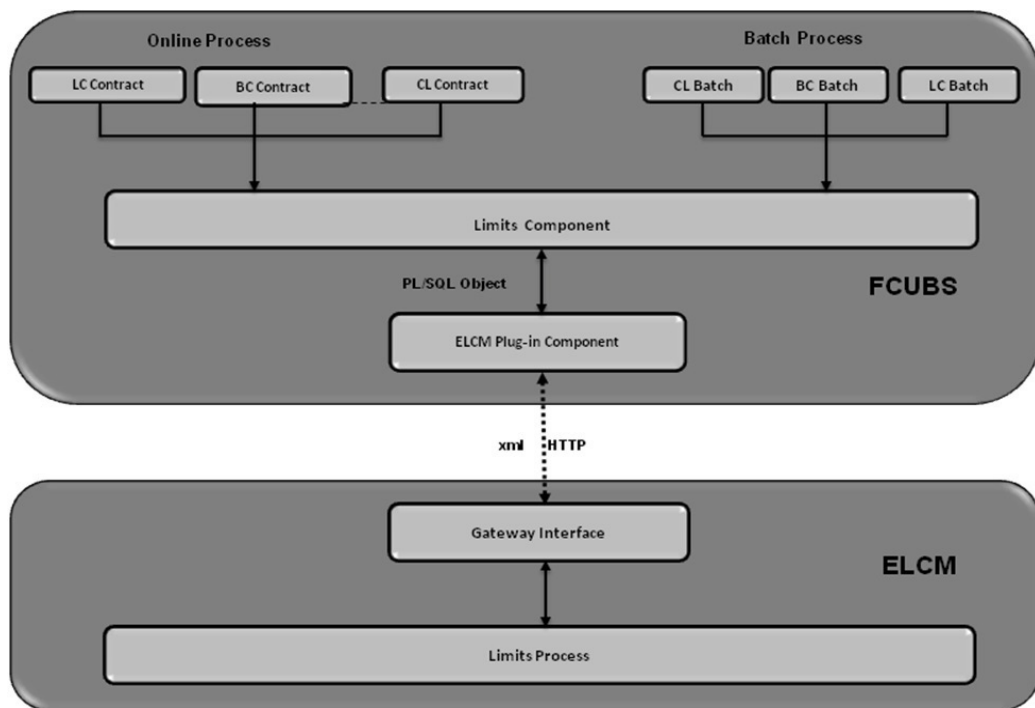 Online Process
Batch Process
LC Contract
BC Contract
CL Contract
CL Batch
BC Batch
LC Batch
Limits Component
PL/SQL Object
FCUBS
ELCM Plug-in Component
xml HTTP
Gateway Interface
ELCM
Limits Process